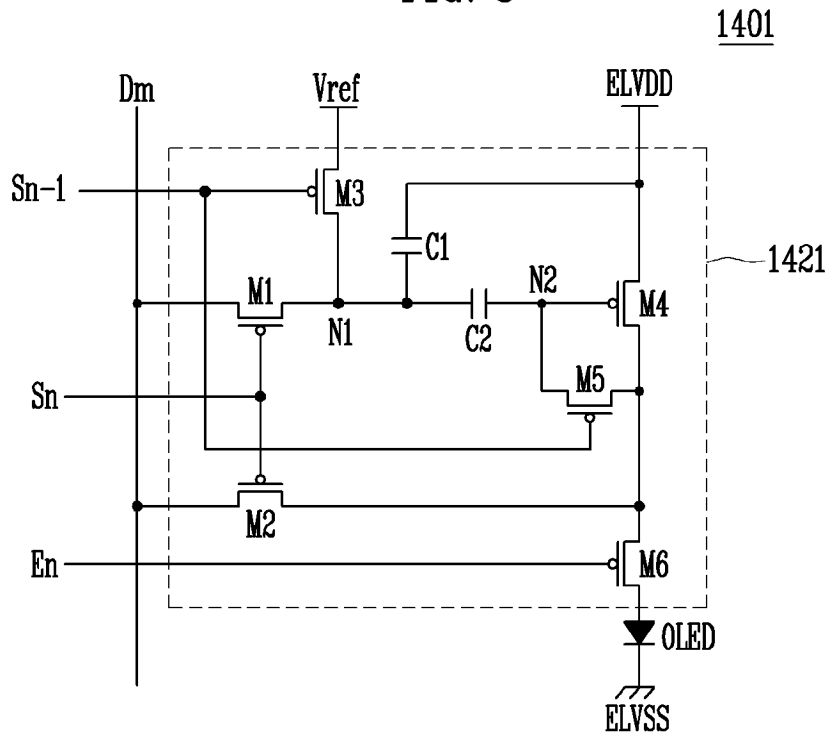 1401
Dm
Vref
ELVDD
Sn-1
M3
C1
1421
M1
N2
M4
N1
C2
M5
Sn
M2
En
M6
OLED
ELVSS